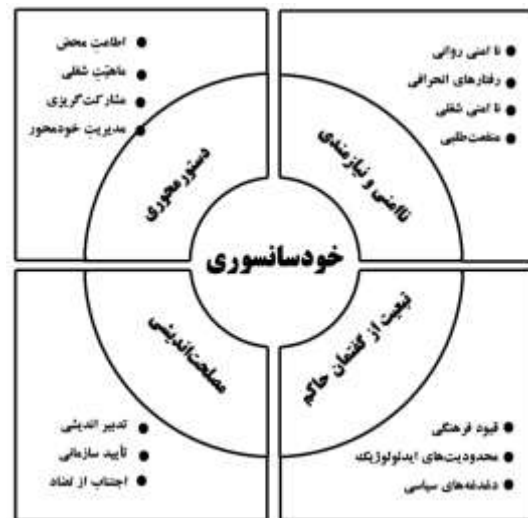 نا امنی روانی
رفتارهای انحرافی
نا امنی شغلی
منفعت‌طلبی
ناامنی و نیازمندی
اطاعتِ محض
ماهیّتِ شغلی
مشارکت‌گریزی
مدیریتِ خودمحور
دستورمحوری
خودسانسوری
تبعیت از گفتمان حاکم
قیود فرهنگی
محدودیت‌های ایدئولوژیک
دغدغه‌های سیاسی
مصلحت‌اندیشی
تدبیر اندیشی
تأیید سازمانی
اجتناب از تضاد